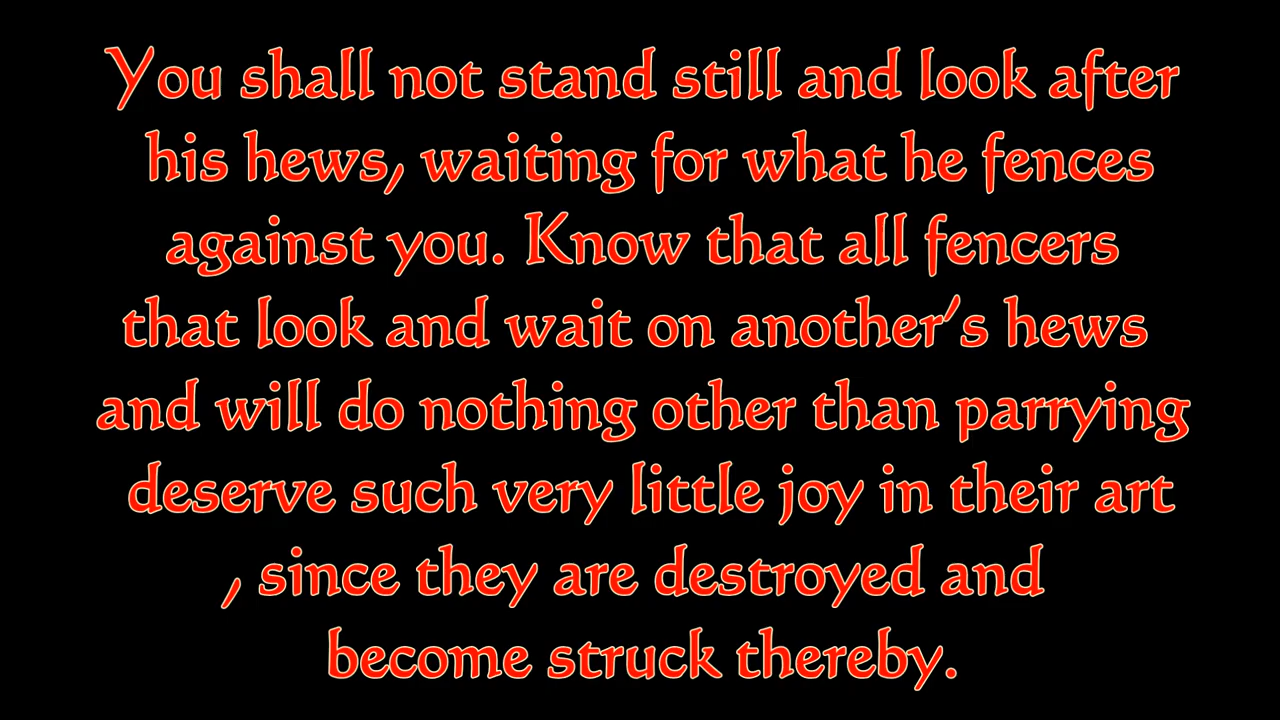 You shall not stand still and look after
his hews, waiting for what he fences
against you. Know that all fencers
that look and wait on another's hews
and will do nothing other than parrying
deserve such very little joy in their art
, since they are destroyed and
become struck thereby.